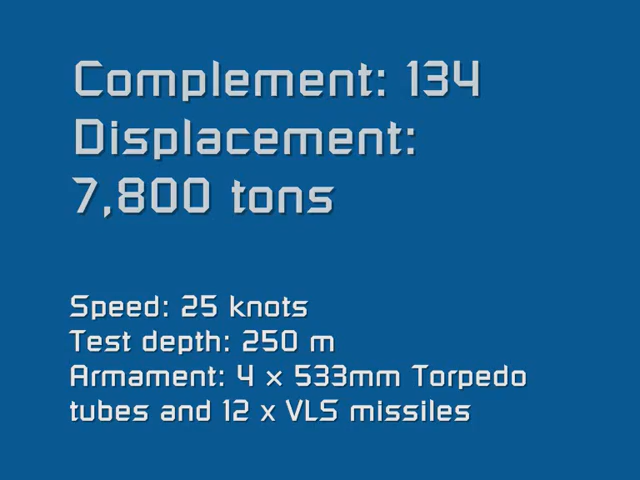 Complement: 134
Displacement:
7,800 tons
Speed: 25 knots
Test depth: 250 m
Armament: 4 x 533mm Torpedo
tubes and 12 x VLS missiles